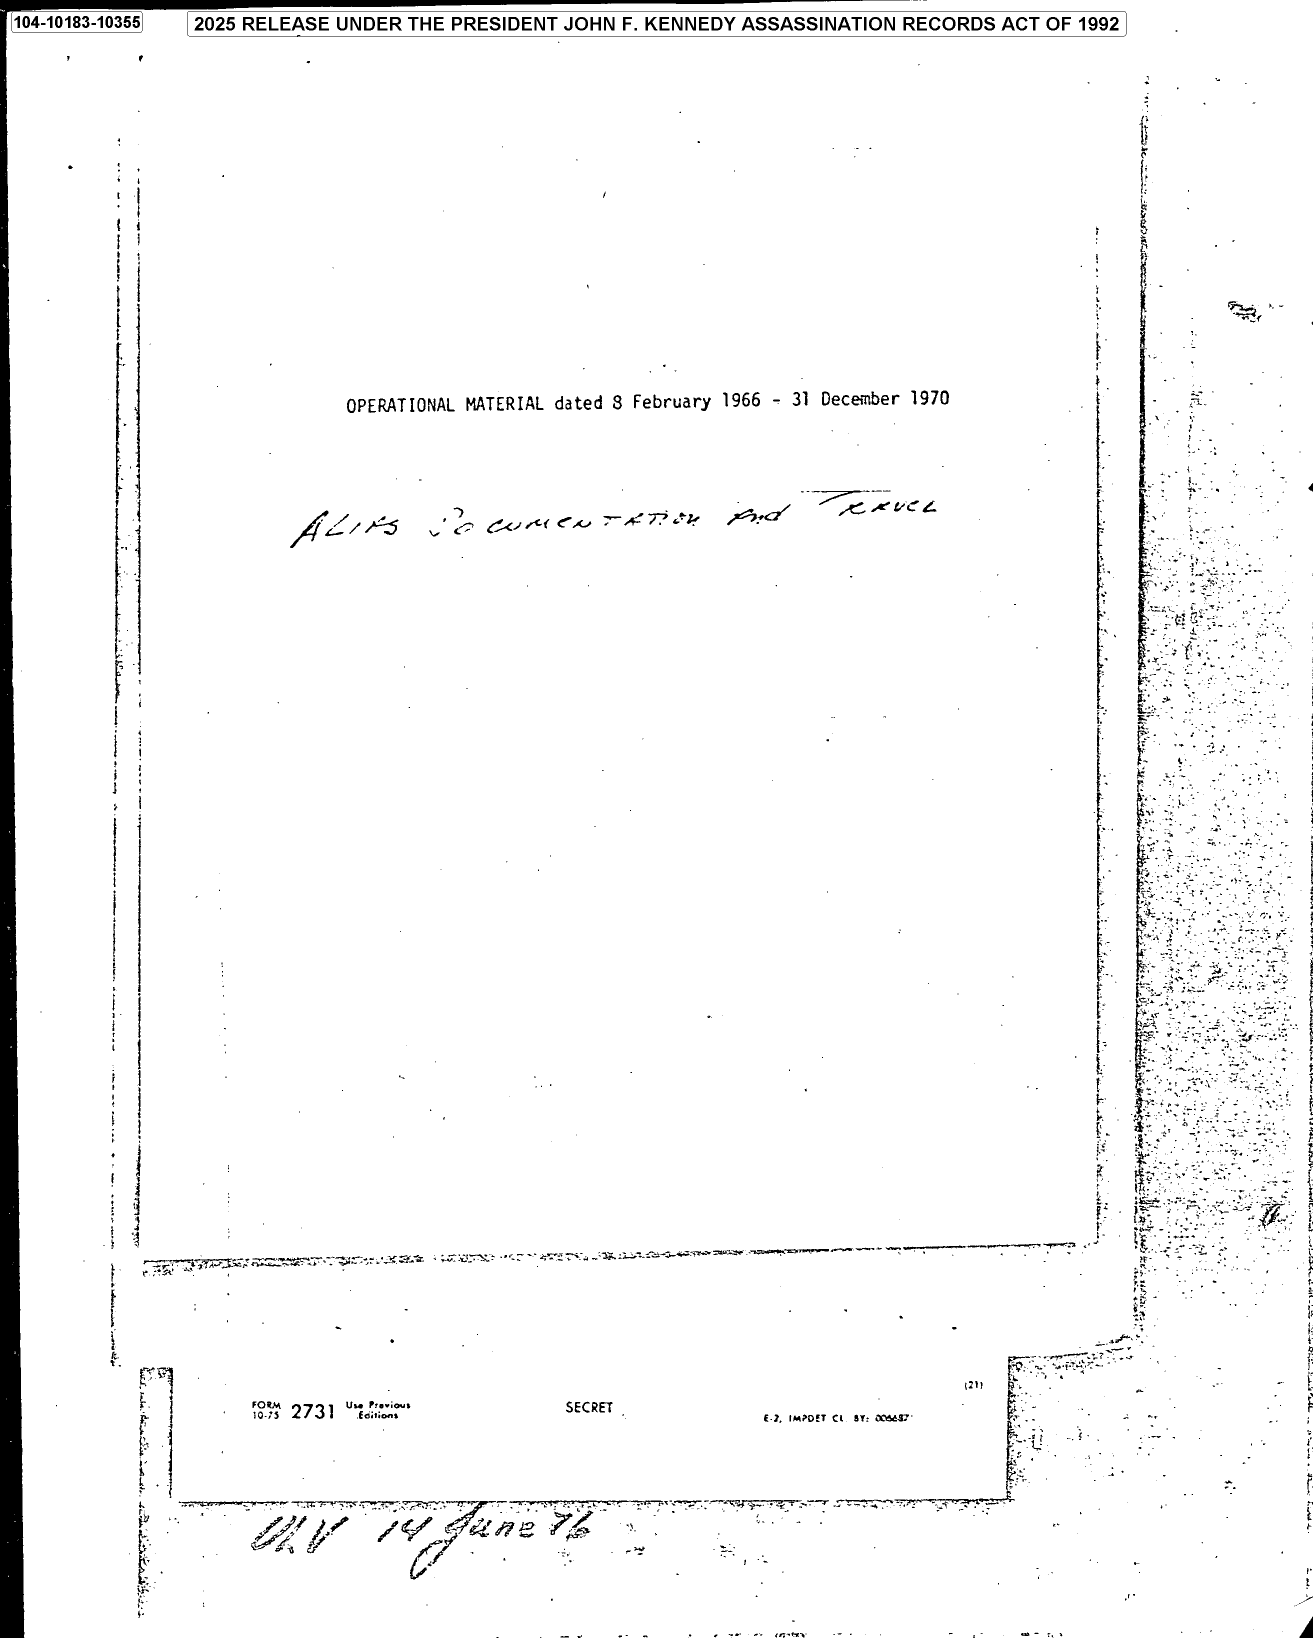 104-10183-10355
2025 RELEASE UNDER THE PRESIDENT JOHN F. KENNEDY ASSASSINATION RECORDS ACT OF 1992
OPERATIONAL MATERIAL dated 8 February 1966 - 31 December 1970
ALIAS DOCUMENTATION And TRAVEL
(21)
FORM 10-75 2731 Use Previous Editions
SECRET
E-2, IMPDET CL BY:
14 June 76